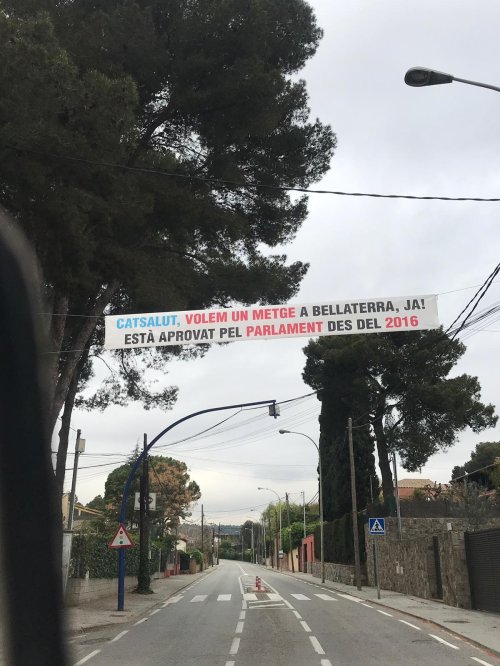 CATSALUT, VOLEM UN METGE A BELLATERRA, JA!
ESTÀ APROVAT PEL PARLAMENT DES DEL 2016